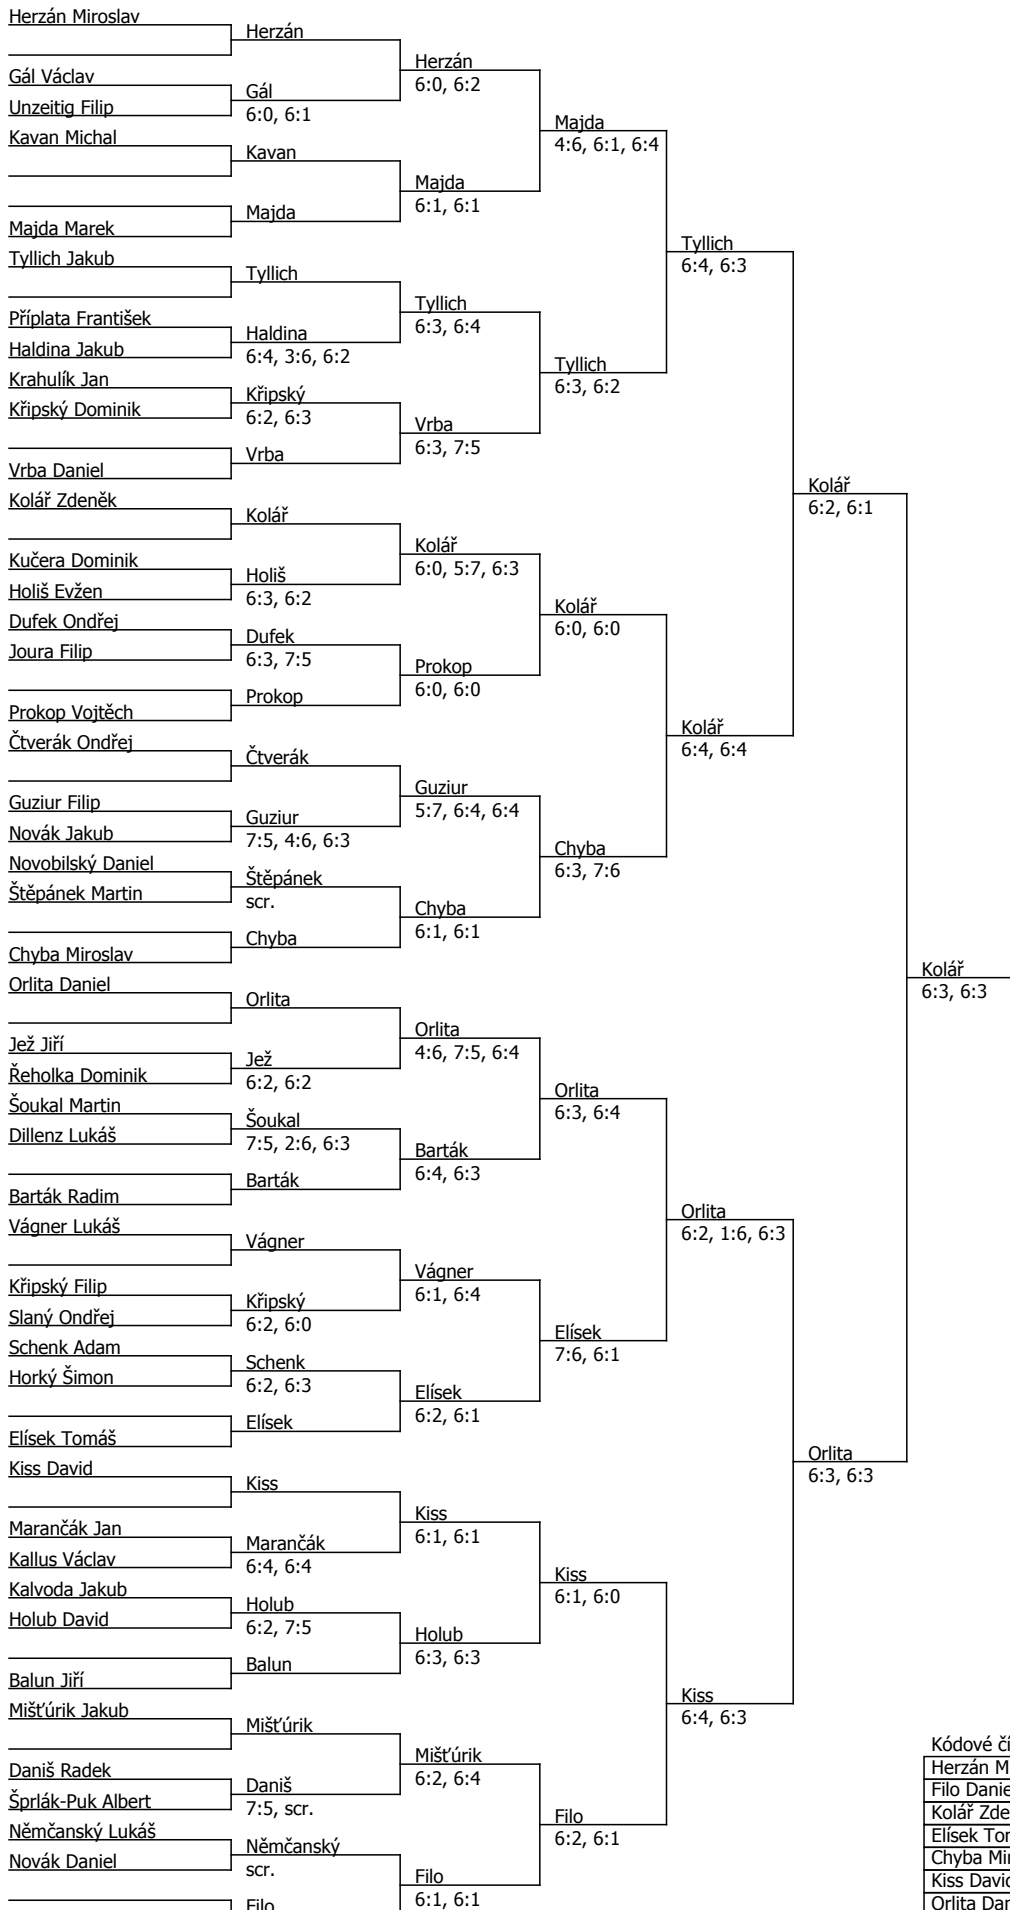 Herzán Miroslav
Gál Václav
Unzeitig Filip
Kavan Michal
Majda Marek
Tyllich Jakub
Příplata František
Haldina Jakub
Krahulík Jan
Křipský Dominik
Vrba Daniel
Kolář Zdeněk
Kučera Dominik
Holiš Evžen
Dufek Ondřej
Joura Filip
Prokop Vojtěch
Čtverák Ondřej
Guziur Filip
Novák Jakub
Novobilský Daniel
Štěpánek Martin
Chyba Miroslav
Orlita Daniel
Jež Jiří
Řeholka Dominik
Šoukal Martin
Dillenz Lukáš
Barták Radim
Vágner Lukáš
Křipský Filip
Slaný Ondřej
Schenk Adam
Horký Šimon
Elísek Tomáš
Kiss David
Marančák Jan
Kallus Václav
Kalvoda Jakub
Holub David
Balun Jiří
Mišťúrik Jakub
Daniš Radek
Šprlák-Puk Albert
Němčanský Lukáš
Novák Daniel
Herzán
Gál
6:0, 6:1
Kavan
Majda
Tyllich
Haldina
6:4, 3:6, 6:2
Křipský
6:2, 6:3
Vrba
Kolář
Holiš
6:3, 6:2
Dufek
6:3, 7:5
Prokop
Čtverák
Guziur
7:5, 4:6, 6:3
Štěpánek
scr.
Chyba
Orlita
Jež
6:2, 6:2
Šoukal
7:5, 2:6, 6:3
Barták
Vágner
Křipský
6:2, 6:0
Schenk
6:2, 6:3
Elísek
Kiss
Marančák
6:4, 6:4
Holub
6:2, 7:5
Balun
Mišťúrik
Daniš
7:5, scr.
Němčanský
scr.
Filo
Herzán
6:0, 6:2
Majda
6:1, 6:1
Tyllich
6:3, 6:4
Vrba
6:3, 7:5
Kolář
6:0, 5:7, 6:3
Prokop
6:0, 6:0
Guziur
5:7, 6:4, 6:4
Chyba
6:1, 6:1
Orlita
4:6, 7:5, 6:4
Barták
6:4, 6:3
Vágner
6:1, 6:4
Elísek
6:2, 6:1
Kiss
6:1, 6:1
Holub
6:3, 6:3
Mišťúrik
6:2, 6:4
Filo
6:1, 6:1
Majda
4:6, 6:1, 6:4
Tyllich
6:3, 6:2
Kolář
6:0, 6:0
Chyba
6:3, 7:6
Orlita
6:3, 6:4
Elísek
7:6, 6:1
Kiss
6:1, 6:0
Filo
6:2, 6:1
Tyllich
6:4, 6:3
Kolář
6:4, 6:4
Orlita
6:2, 1:6, 6:3
Kiss
6:4, 6:3
Kolář
6:2, 6:1
Orlita
6:3, 6:3
Kolář
6:3, 6:3
Kódové čí
Herzán M
Filo Danie
Kolář Zde
Elísek Tom
Chyba Mir
Kiss David
Orlita Dan